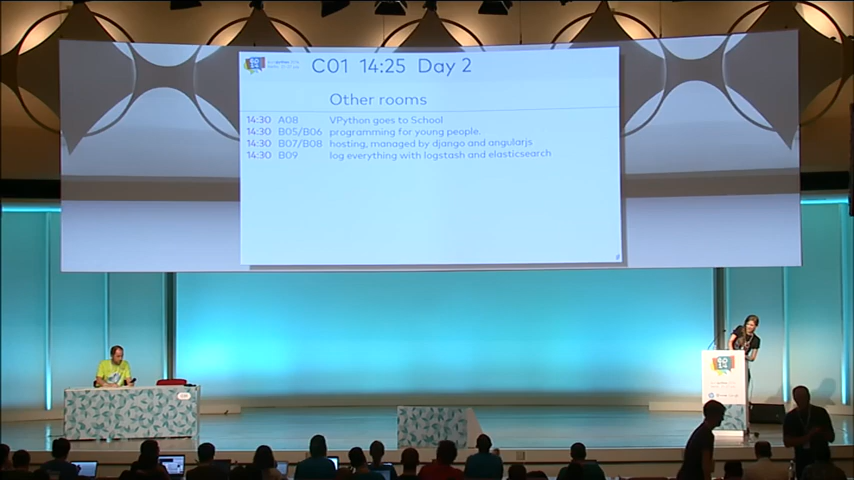 C01 14:25 Day 2
Other rooms
14:30 A08 VPython goes to School
14:30 B05/B06 programming for young people.
14:30 B07/B08 hosting, managed by django and angularjs
14:30 B09 log everything with logstash and elasticsearch